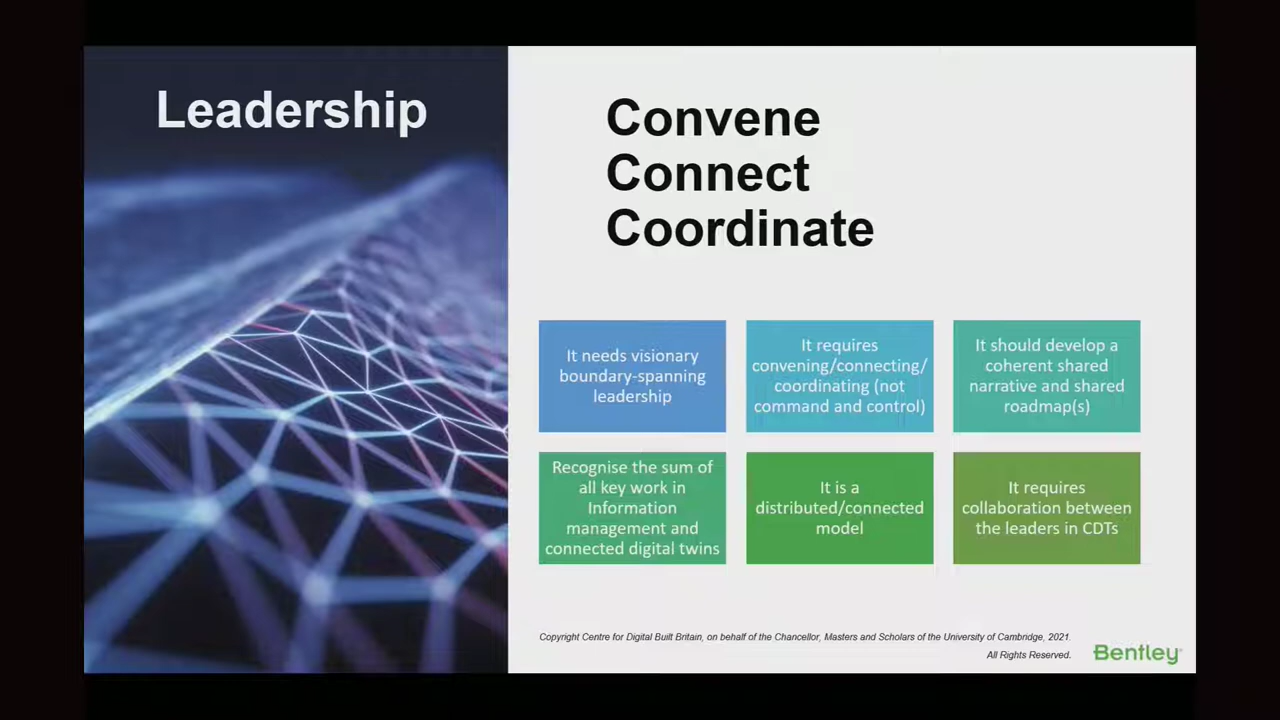 Leadership
Convene
Connect
Coordinate
It needs visionary
boundary-spanning
leadership
It requires
convening/connecting/
coordinating (not
command and control)
It should develop a
coherent shared
narrative and shared
roadmap(s)
Recognise the sum of
all key work in
Information
management and
connected digital twins
It is a
distributed/connected
model
It requires
collaboration between
the leaders in CDTs
Copyright Centre for Digital Built Britain, on behalf of the Chancellor, Masters and Scholars of the University of Cambridge, 2021.
All Rights Reserved.
Bentley